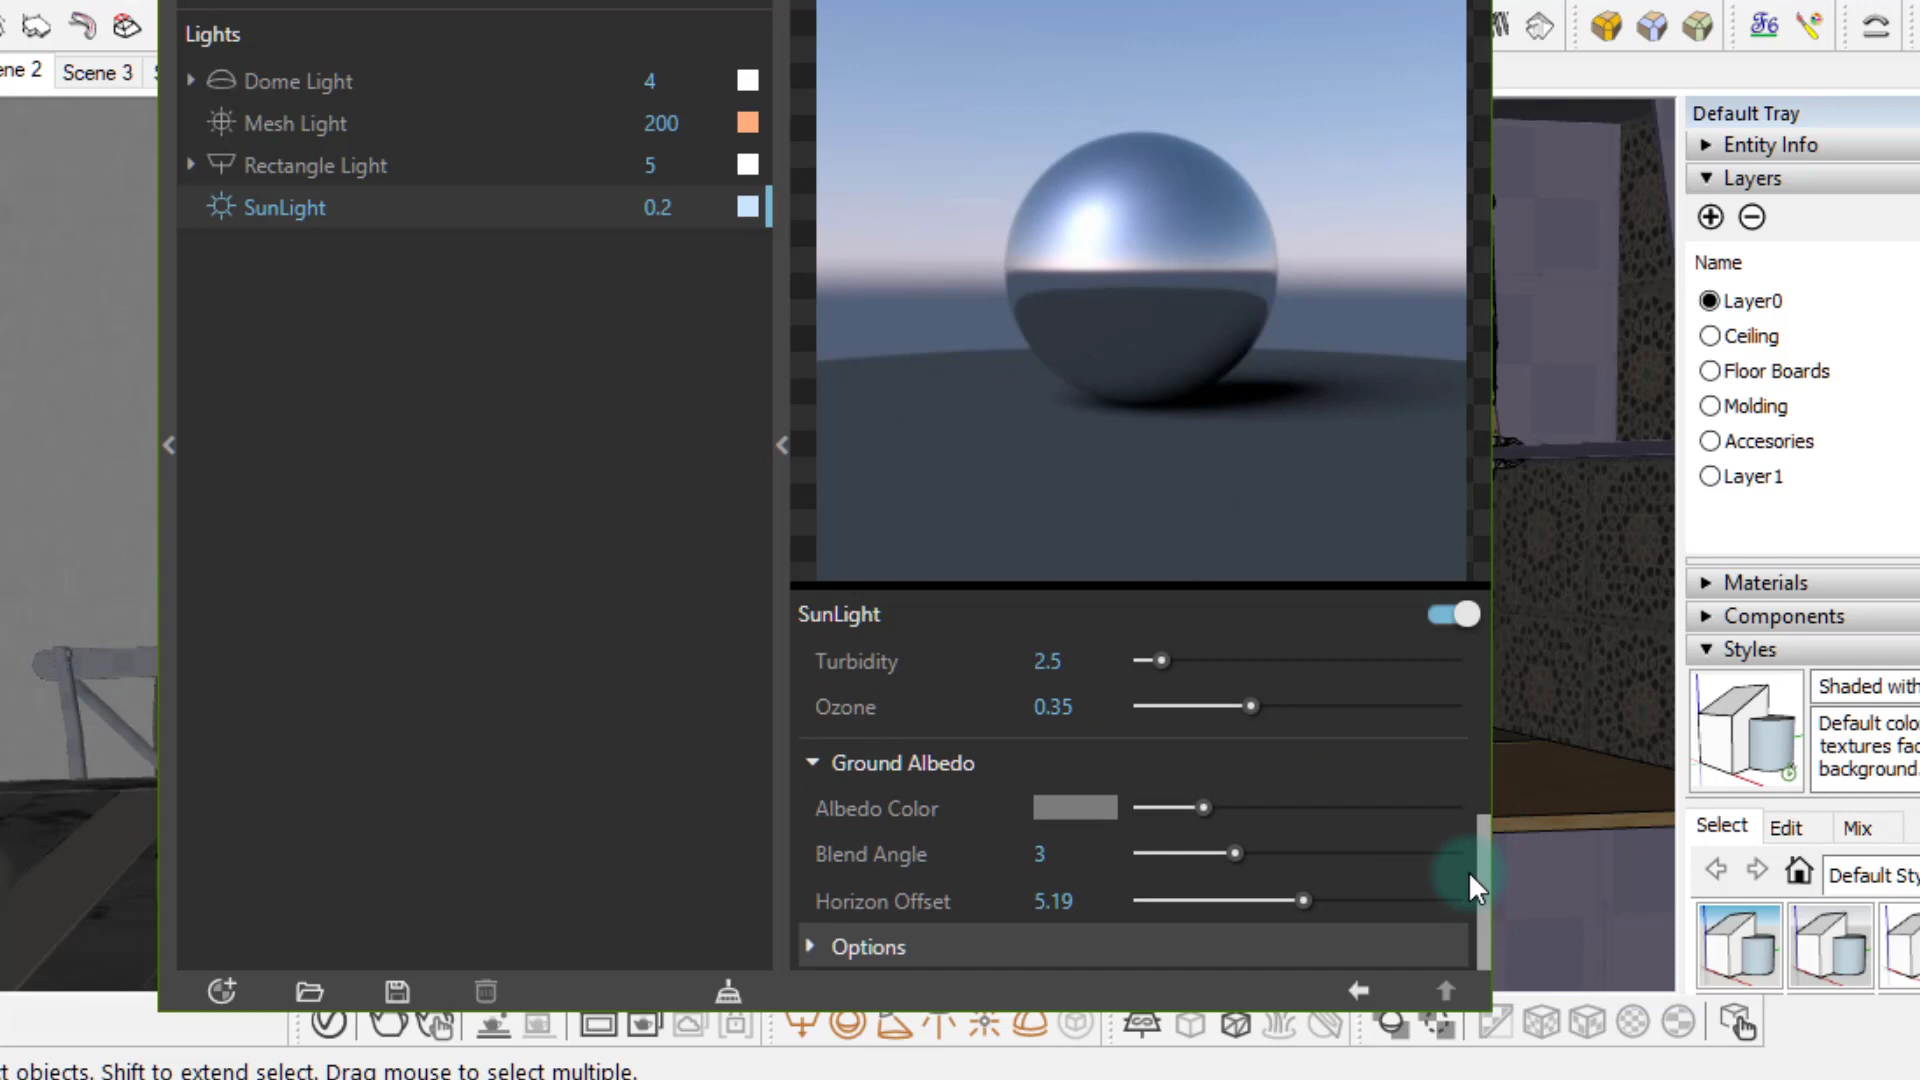 Lights
ene 2
Scene 3
Dome Light 4
Mesh Light 200
Rectangle Light 5
SunLight 0.2
SunLight
Turbidity 2.5
Ozone 0.35
Ground Albedo
Albedo Color
Blend Angle 3
Horizon Offset 5.19
Options
Default Tray
Entity Info
Layers
Name
Layer0
Ceiling
Floor Boards
Molding
Accesories
Layer1
Materials
Components
Styles
Shaded with
Default colo
textures fac
background.
Select Edit Mix
Default Sty
t objects. Shift to extend select. Drag mouse to select multiple.